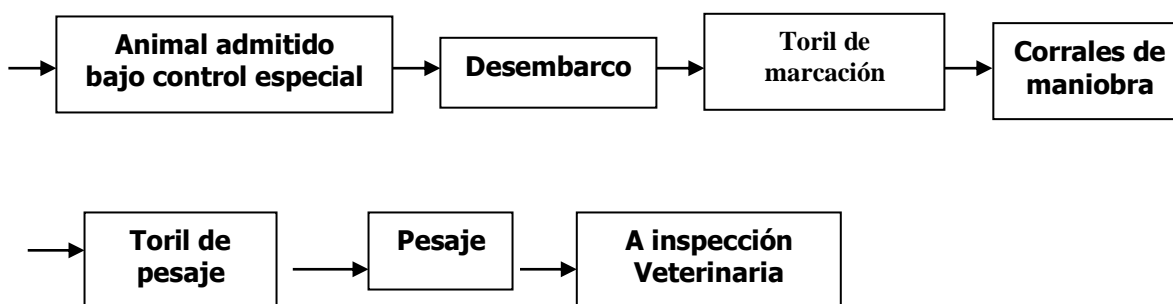 Animal admitido
bajo control especial
Desembarco
Toril de
marcación
Corrales de
maniobra
Toril de
pesaje
Pesaje
A inspección
Veterinaria